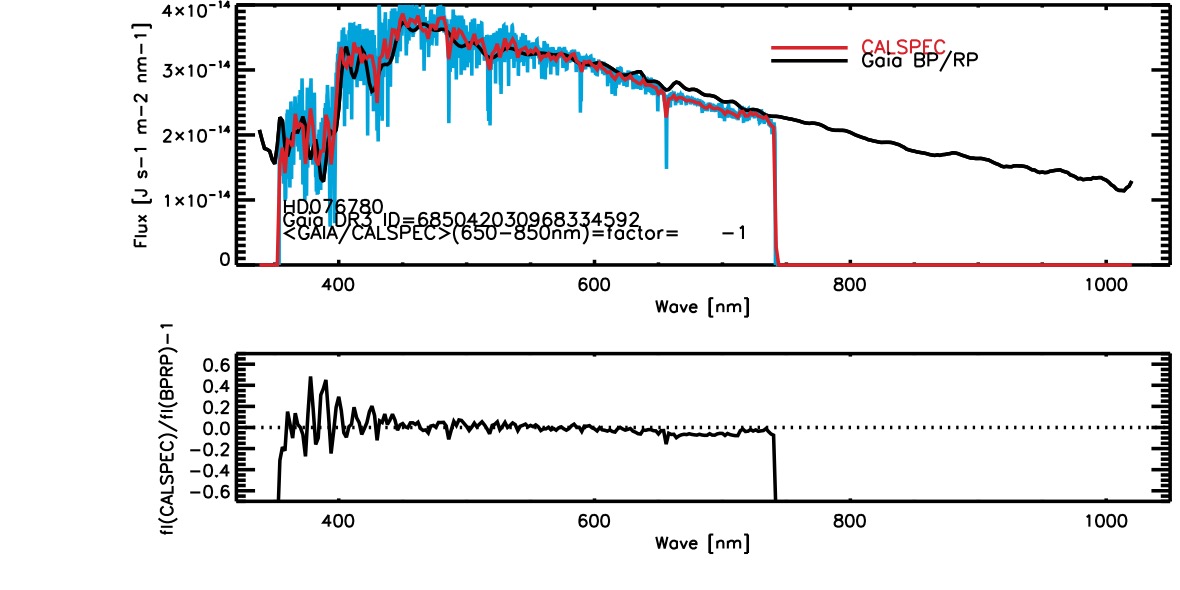 4×10−14
3×10−14
2×10−14
1×10−14
0
Flux [J s−1 m−2 nm−1]
CALSPEC
Gaia BP/RP
HD076780
Gaia DR3 ID=685042030968334592
<GAIA/CALSPEC>(650−850nm)=factor= −1
400 600 800 1000
Wave [nm]
fl(CALSPEC)/fl(BPRP)−1
0.6
0.4
0.2
0.0
−0.2
−0.4
−0.6
400 600 800 1000
Wave [nm]